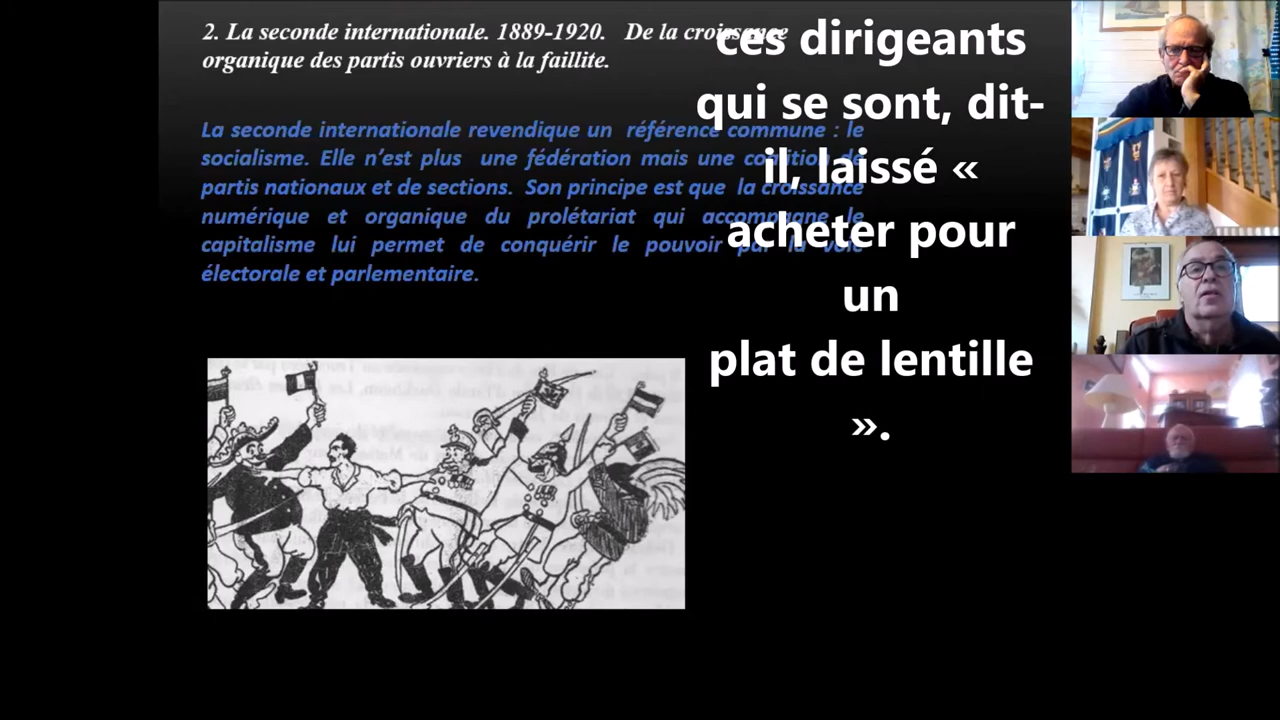 2. La seconde internationale. 1889-1920. De la croissance
organique des partis ouvriers à la faillite.
La seconde internationale revendique un référence commune : le
socialisme. Elle n’est plus une fédération mais une coalition de
partis nationaux et de sections. Son principe est que la croissance
numérique et organique du prolétariat qui accompagne le
capitalisme lui permet de conquérir le pouvoir par la voie
électorale et parlementaire.
ces dirigeants
qui se sont, dit-
il, laissé «
acheter pour
un
plat de lentille
».